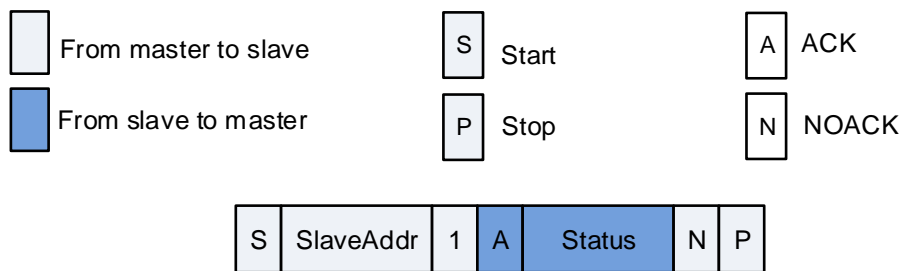 From master to slave S Start A ACK
From slave to master P Stop N NOACK
S SlaveAddr 1 A Status N P